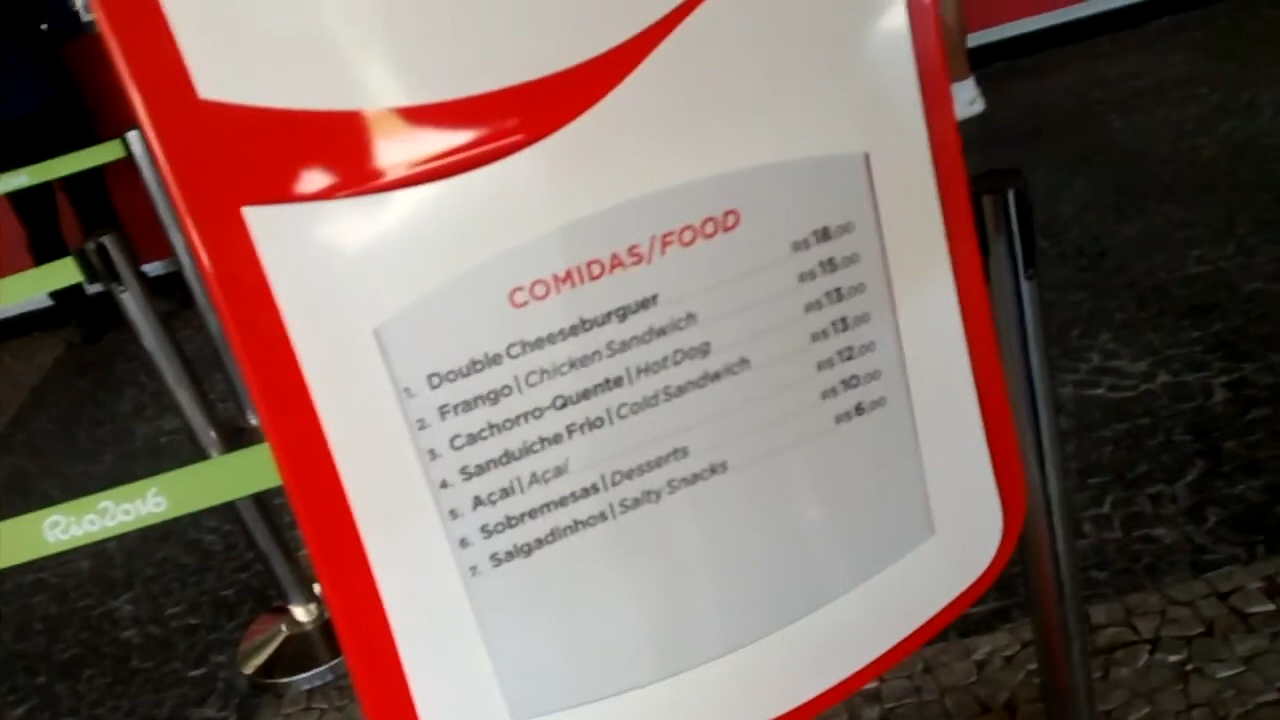 COMIDAS/FOOD
1. Double Cheeseburguer R$18,00
2. Frango | Chicken Sandwich R$15,00
3. Cachorro-Quente | Hot Dog R$13,00
4. Sanduíche Frio | Cold Sandwich R$13,00
5. Açaí | Açaí R$12,00
6. Sobremesas | Desserts R$10,00
7. Salgadinhos | Salty Snacks R$6,00
Rio2016